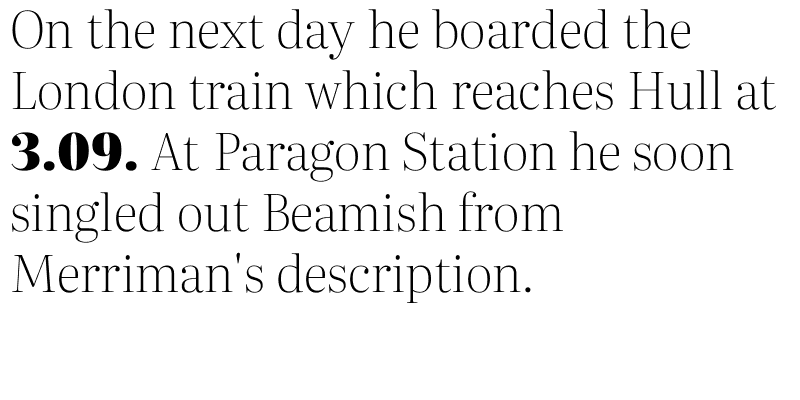 On the next day he boarded the
London train which reaches Hull at
3.09. At Paragon Station he soon
singled out Beamish from
Merriman's description.